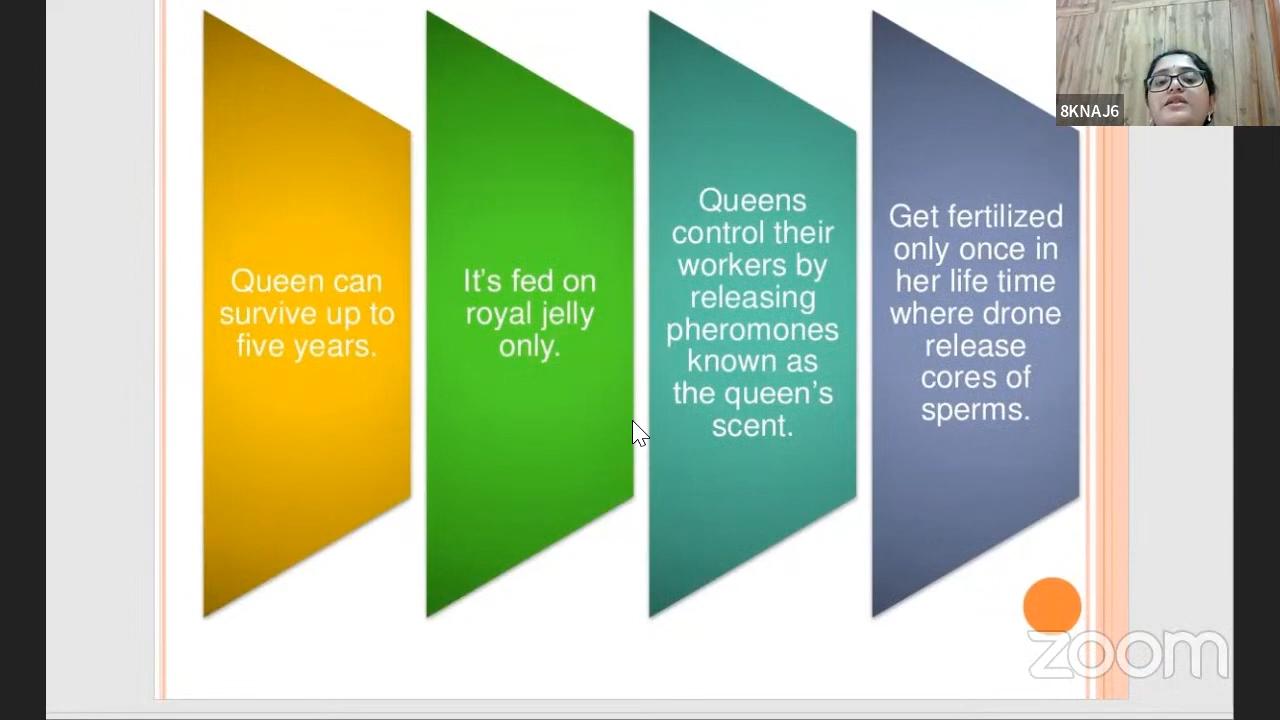 Queen can
survive up to
five years.
It's fed on
royal jelly
only.
Queens
control their
workers by
releasing
pheromones
known as
the queen's
scent.
Get fertilized
only once in
her life time
where drone
release
cores of
sperms.
8KNAJ6
zoom